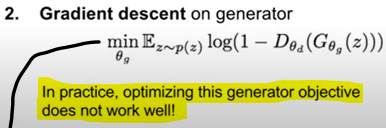 2. Gradient descent on generator
min_{θ_g} 𝔼_{z∼p(z)} log(1 − D_{θ_d}(G_{θ_g}(z)))
In practice, optimizing this generator objective
does not work well!